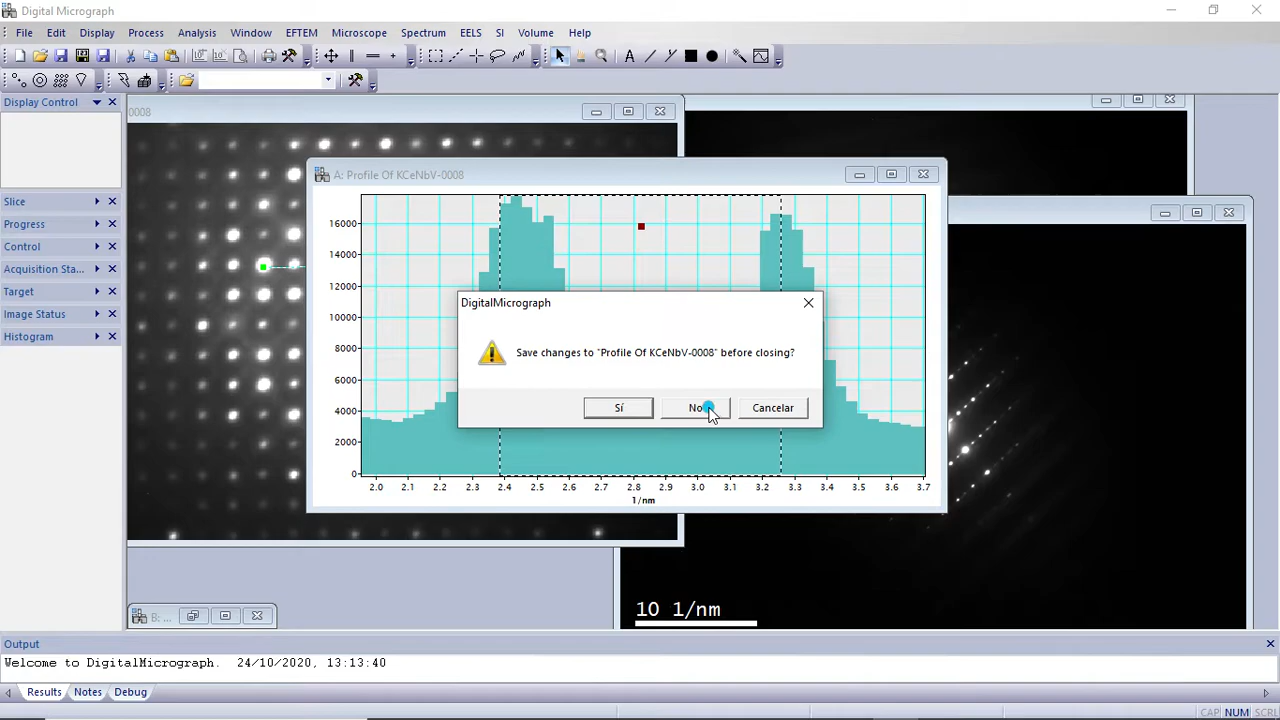 Digital Micrograph
File Edit Display Process Analysis Window EFTEM Microscope Spectrum EELS SI Volume Help
Display Control
Slice
Progress
Control
Acquisition Sta...
Target
Image Status
Histogram
0008
A: Profile Of KCeNbV-0008
16000
14000
12000
10000
8000
6000
4000
2000
0
2.0 2.1 2.2 2.3 2.4 2.5 2.6 2.7 2.8 2.9 3.0 3.1 3.2 3.3 3.4 3.5 3.6 3.7
1/nm
DigitalMicrograph
Save changes to "Profile Of KCeNbV-0008" before closing?
Sí No Cancelar
B: ...
10 1/nm
Output
Welcome to DigitalMicrograph. 24/10/2020, 13:13:40
Results Notes Debug
CAP NUM SCRL